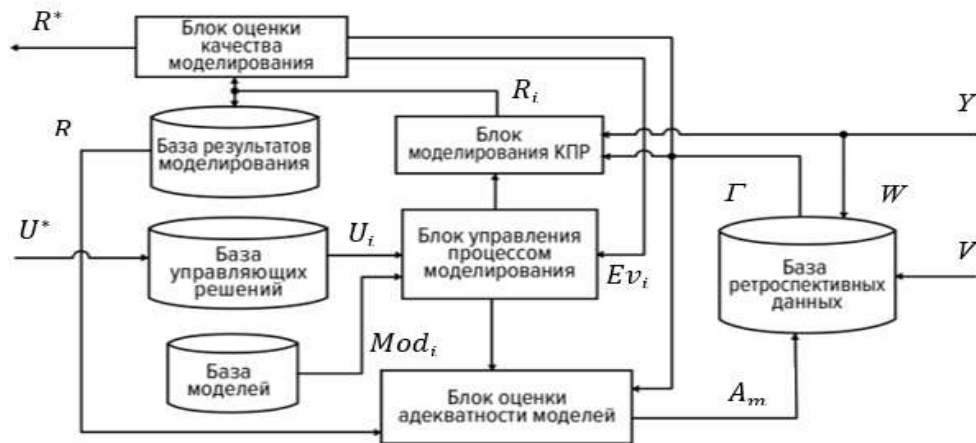 R*
Блок оценки
качества
моделирования
R
База результатов
моделирования
R_i
Блок
моделирования КПР
Y
Г
W
U*
База
управляющих
решений
U_i
Блок управления
процессом
моделирования
Ev_i
База
ретроспективных
данных
V
База
моделей
Mod_i
Блок оценки
адекватности моделей
A_m